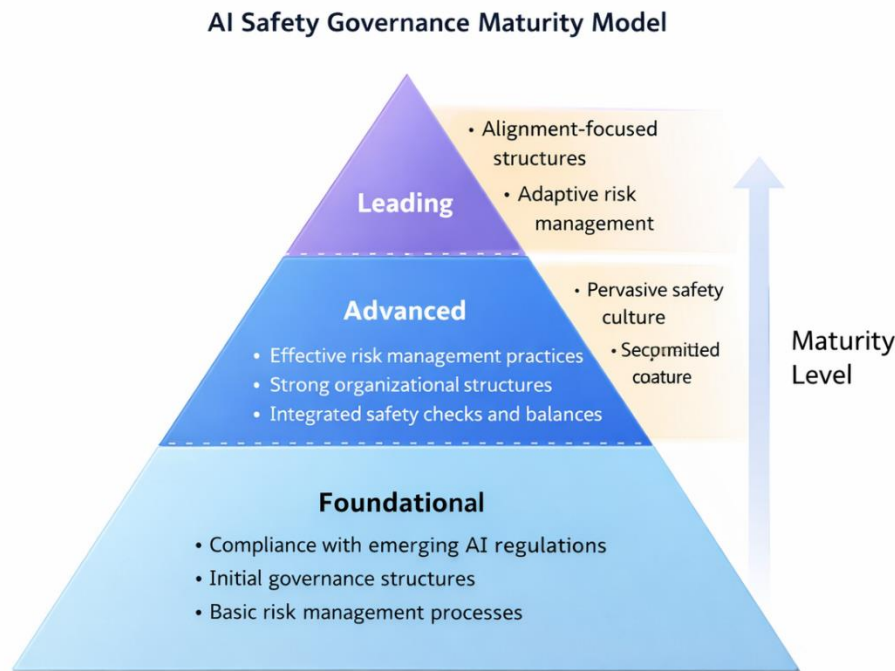 AI Safety Governance Maturity Model
• Alignment-focused
structures
• Adaptive risk
management
Leading
Advanced
• Effective risk management practices
• Strong organizational structures
• Integrated safety checks and balances
• Pervasive safety
culture
coature
Maturity
Level
Foundational
• Compliance with emerging AI regulations
• Initial governance structures
• Basic risk management processes